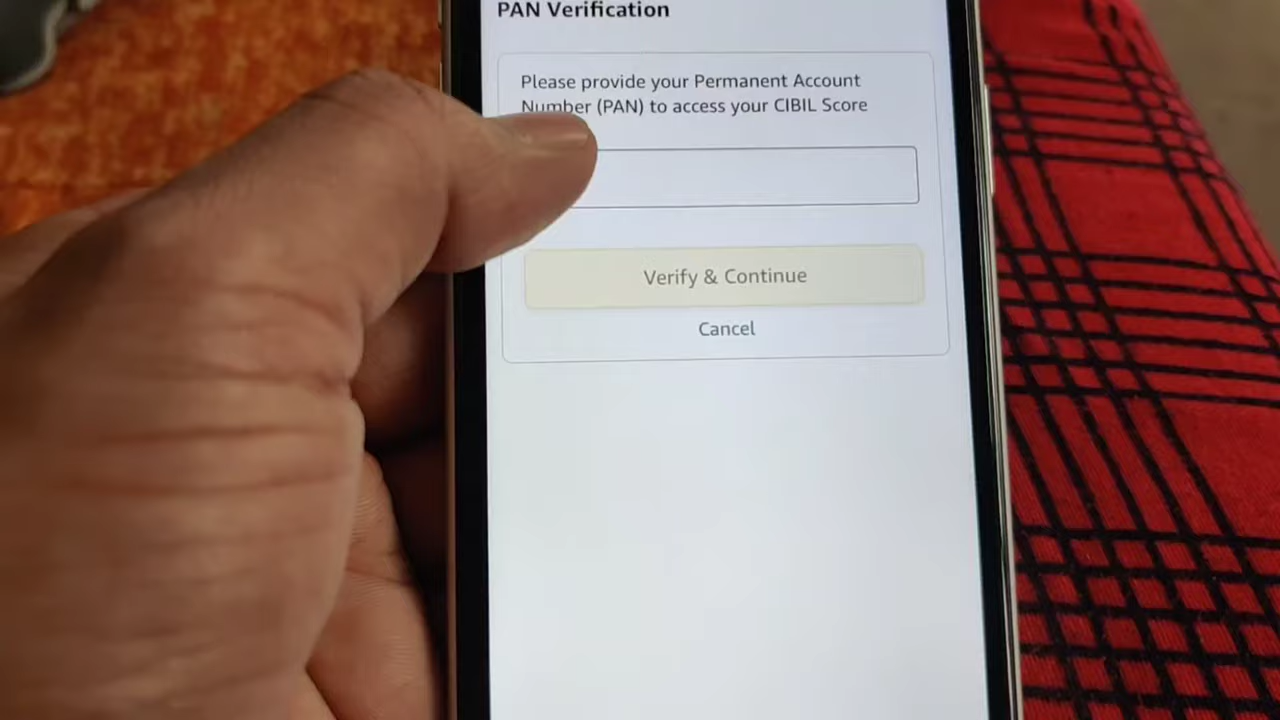 PAN Verification
Please provide your Permanent Account
Number (PAN) to access your CIBIL Score
Verify & Continue
Cancel